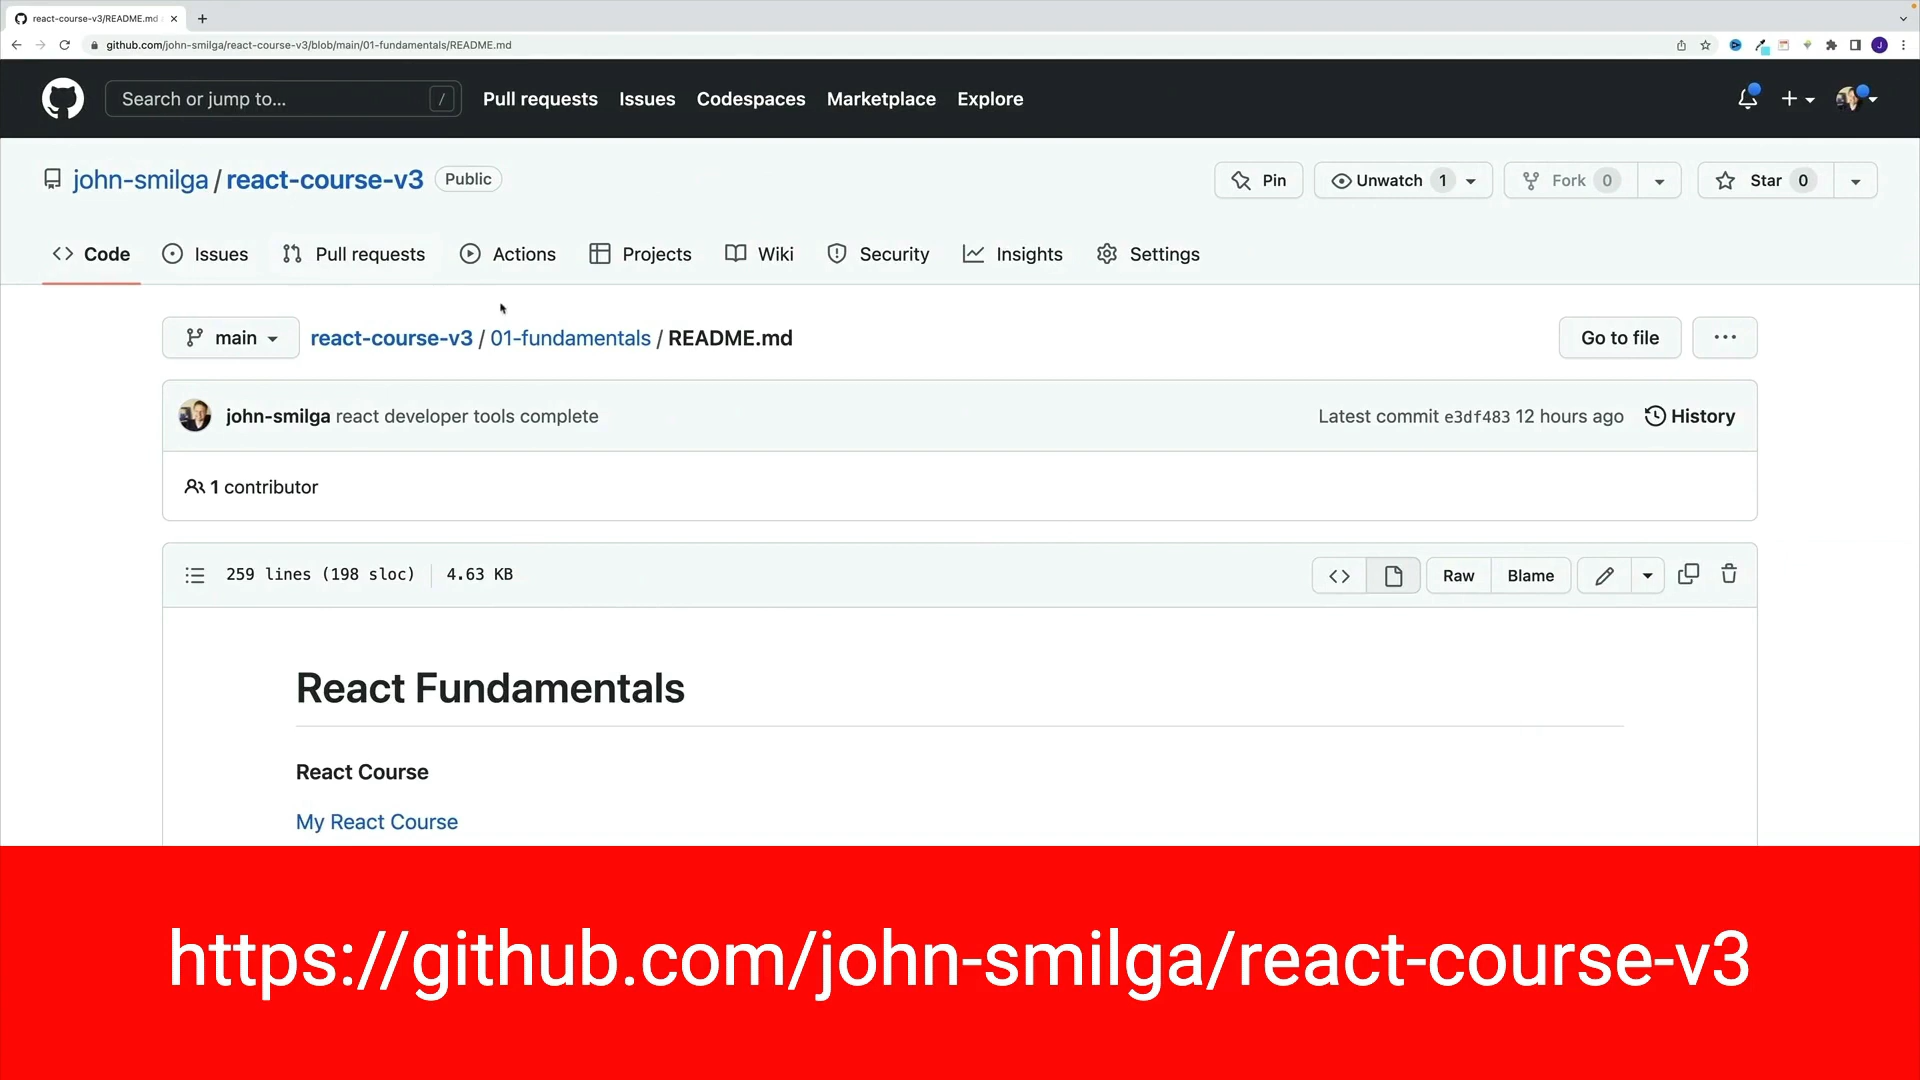 react-course-v3/README.md
github.com/john-smilga/react-course-v3/blob/main/01-fundamentals/README.md
J
Search or jump to... /
Pull requests Issues Codespaces Marketplace Explore
john-smilga / react-course-v3 Public
Pin Unwatch 1 Fork 0 Star 0
Code Issues Pull requests Actions Projects Wiki Security Insights Settings
main react-course-v3 / 01-fundamentals / README.md Go to file ...
john-smilga react developer tools complete Latest commit e3df483 12 hours ago History
1 contributor
259 lines (198 sloc) 4.63 KB Raw Blame
React Fundamentals
React Course
My React Course
https://github.com/john-smilga/react-course-v3